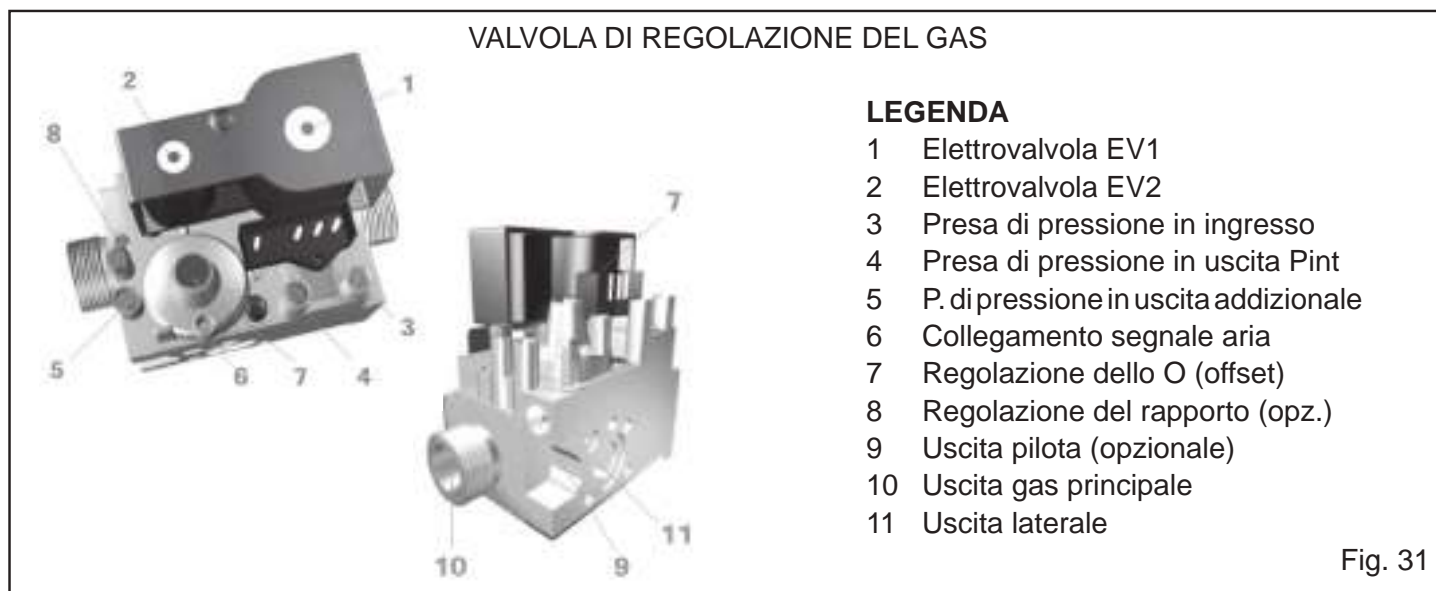 VALVOLA DI REGOLAZIONE DEL GAS
2
1
8
5
6
7
4
3
7
10
9
11
LEGENDA
1 Elettrovalvola EV1
2 Elettrovalvola EV2
3 Presa di pressione in ingresso
4 Presa di pressione in uscita Pint
5 P. di pressione in uscita addizionale
6 Collegamento segnale aria
7 Regolazione dello O (offset)
8 Regolazione del rapporto (opz.)
9 Uscita pilota (opzionale)
10 Uscita gas principale
11 Uscita laterale
Fig. 31